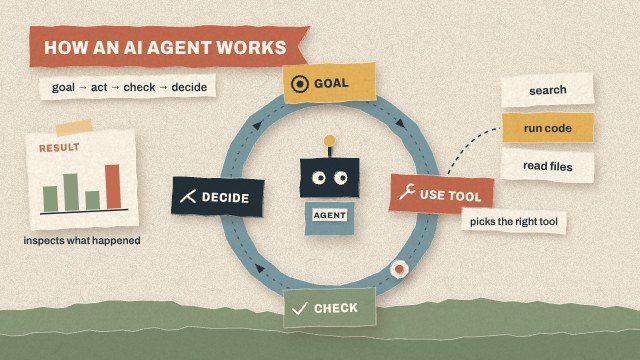 HOW AN AI AGENT WORKS
goal → act → check → decide
GOAL
search
run code
read files
RESULT
DECIDE
AGENT
USE TOOL
picks the right tool
inspects what happened
CHECK